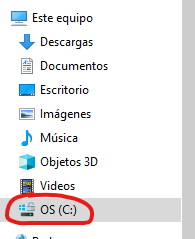 Este equipo
Descargas
Documentos
Escritorio
Imágenes
Música
Objetos 3D
Videos
OS (C:)